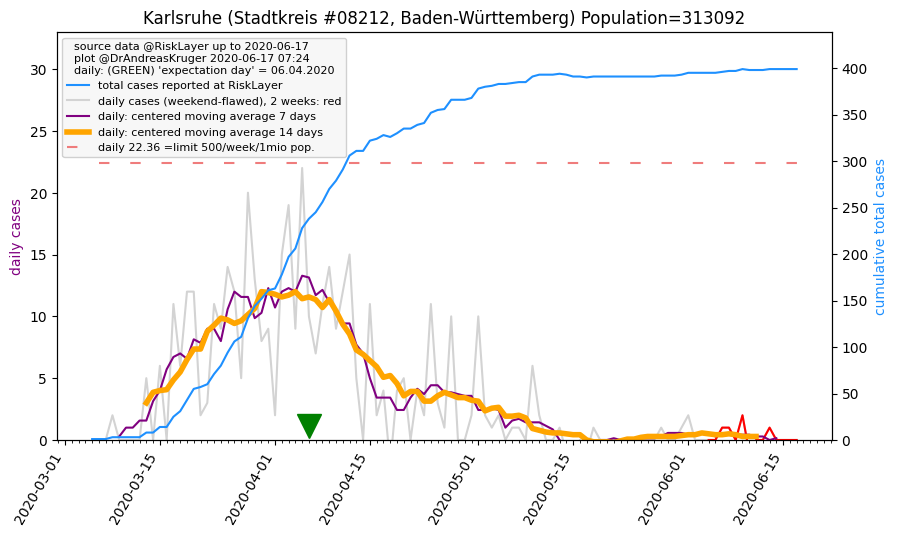 Karlsruhe (Stadtkreis #08212, Baden-Württemberg) Population=313092
source data @RiskLayer up to 2020-06-17
plot @DrAndreasKruger 2020-06-17 07:24
daily: (GREEN) 'expectation day' = 06.04.2020
total cases reported at RiskLayer
daily cases (weekend-flawed), 2 weeks: red
daily: centered moving average 7 days
daily: centered moving average 14 days
daily 22.36 =limit 500/week/1mio pop.
daily cases
30
25
20
15
10
5
0
cumulative total cases
400
350
300
250
200
150
100
50
0
2020-03-01
2020-03-15
2020-04-01
2020-04-15
2020-05-01
2020-05-15
2020-06-01
2020-06-15